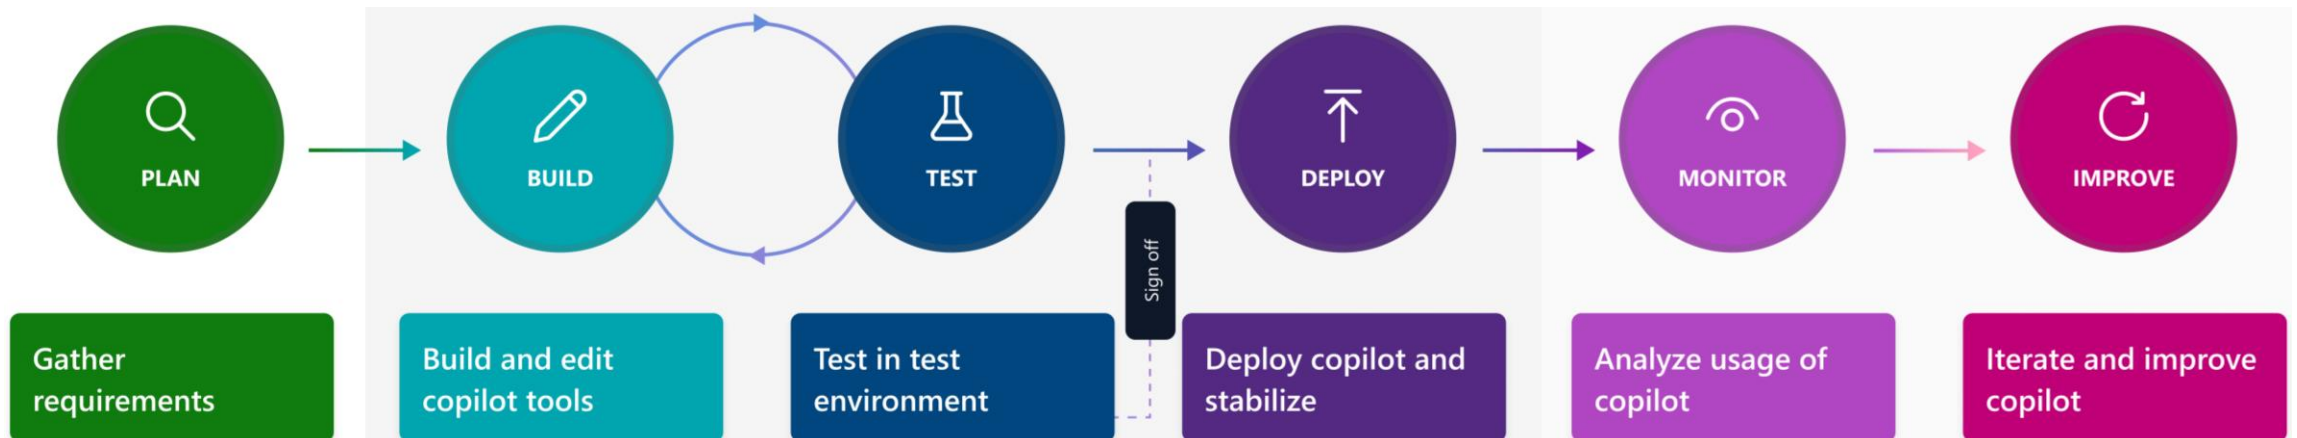 PLAN
BUILD
TEST
DEPLOY
MONITOR
IMPROVE
Sign off
Gather
requirements
Build and edit
copilot tools
Test in test
environment
Deploy copilot and
stabilize
Analyze usage of
copilot
Iterate and improve
copilot